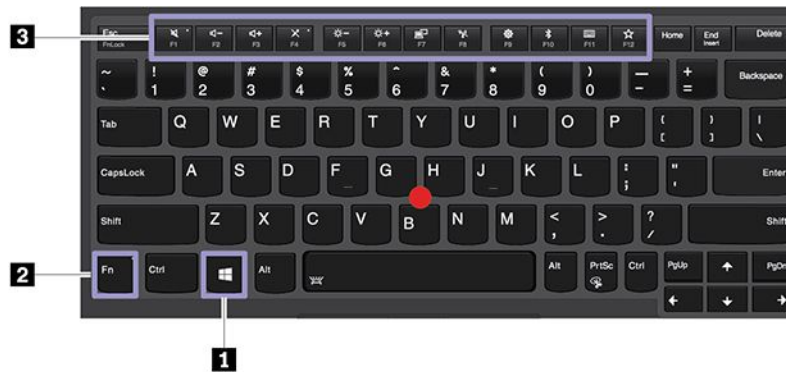 3
Esc Home End Delete
FnLock F1 F2 F3 F4 F5 F6 F7 F8 F9 F10 F11 F12 Insert
~ ! @ # $ % ^ & * ( ) — + Backspace
` 1 2 3 4 5 6 7 8 9 0 - =
Tab Q W E R T Y U I O P { } |
[ ] \
CapsLock A S D F G H J K L : " Enter
; '
Shift Z X C V B N M < > ? Shift
, . /
2
Fn Ctrl Alt Alt PrtSc Ctrl PgUp PgDn
1